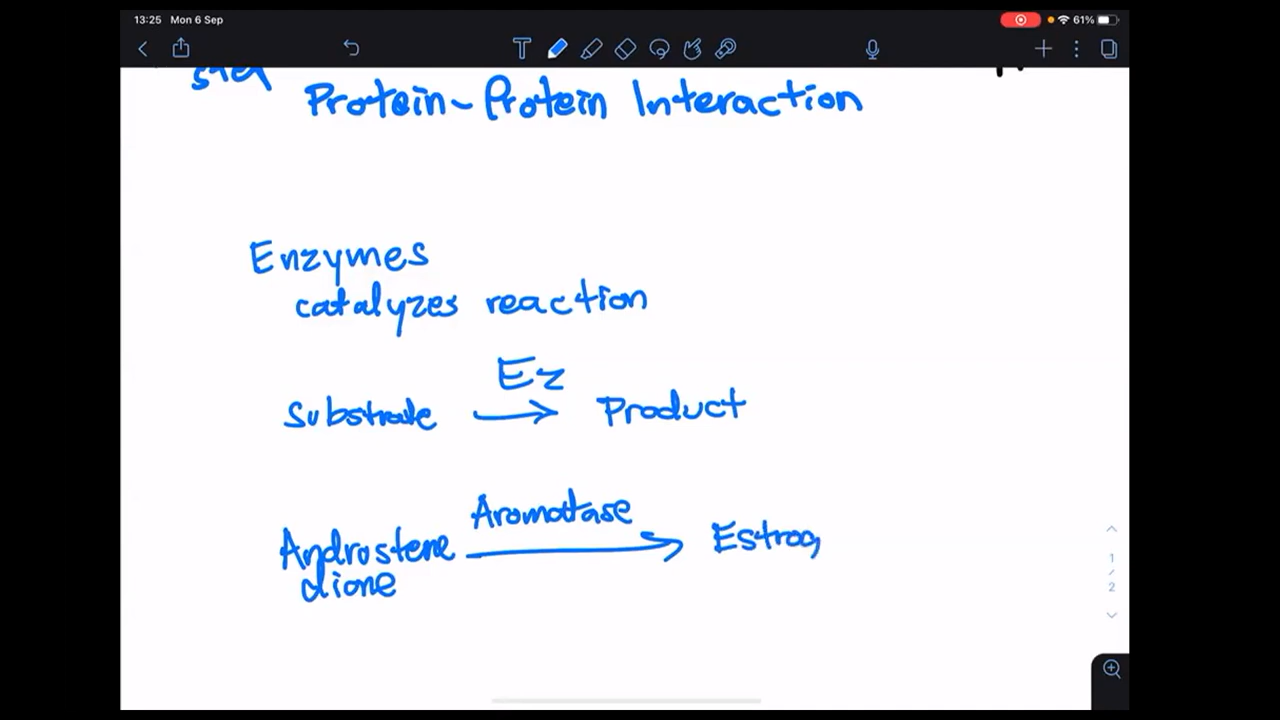 13:25 Mon 6 Sep
61%
T
Protein-Protein Interaction
Enzymes
catalyzes reaction
Ez
Substrate → Product
Aromatase
Androstene → Estrog
dione
1
/
2